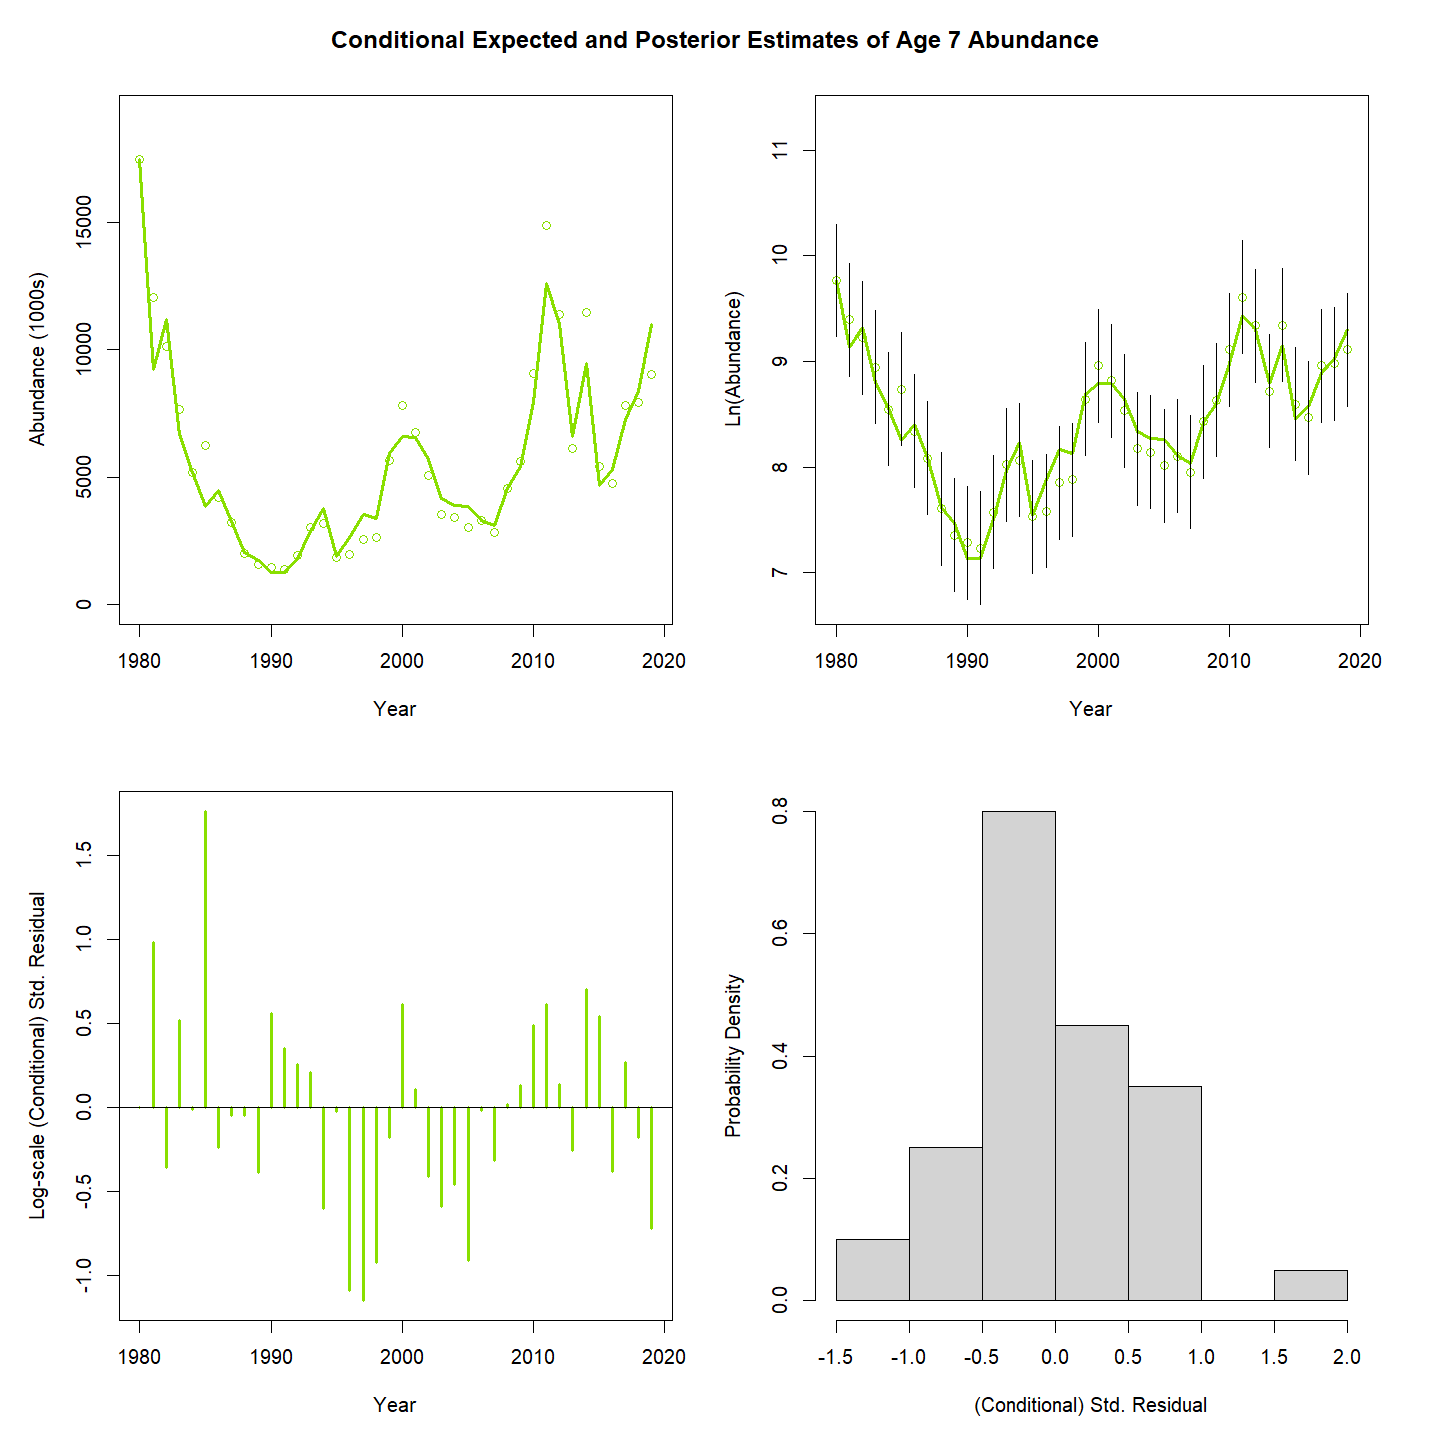 Conditional Expected and Posterior Estimates of Age 7 Abundance
Abundance (1000s)
15000
10000
5000
0
1980 1990 2000 2010 2020
Year
Ln(Abundance)
11
10
9
8
7
1980 1990 2000 2010 2020
Year
Log-scale (Conditional) Std. Residual
1.5
1.0
0.5
0.0
-0.5
-1.0
1980 1990 2000 2010 2020
Year
Probability Density
0.8
0.6
0.4
0.2
0.0
-1.5 -1.0 -0.5 0.0 0.5 1.0 1.5 2.0
(Conditional) Std. Residual